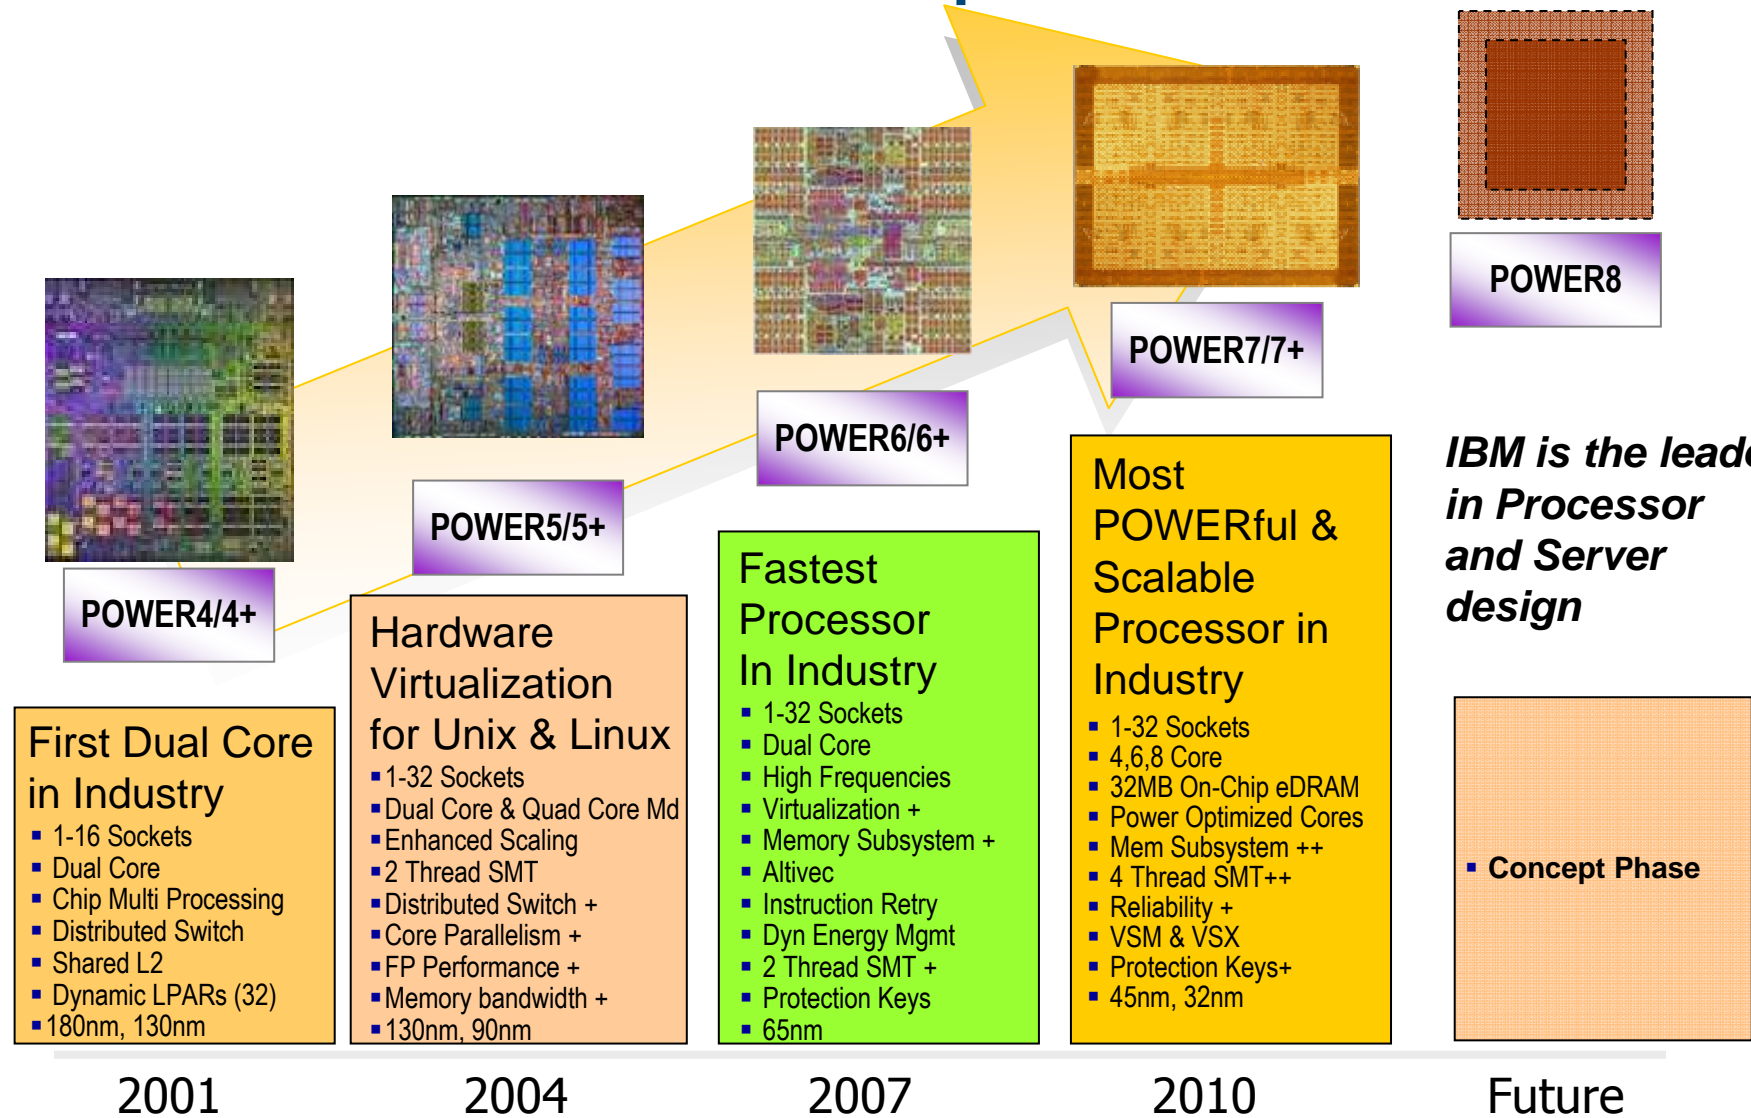 POWER4/4+
First Dual Core
in Industry
1-16 Sockets
Dual Core
Chip Multi Processing
Distributed Switch
Shared L2
Dynamic LPARs (32)
180nm, 130nm
2001
POWER5/5+
Hardware
Virtualization
for Unix & Linux
1-32 Sockets
Dual Core & Quad Core Md
Enhanced Scaling
2 Thread SMT
Distributed Switch +
Core Parallelism +
FP Performance +
Memory bandwidth +
130nm, 90nm
2004
POWER6/6+
Fastest
Processor
In Industry
1-32 Sockets
Dual Core
High Frequencies
Virtualization +
Memory Subsystem +
Altivec
Instruction Retry
Dyn Energy Mgmt
2 Thread SMT +
Protection Keys
65nm
2007
POWER7/7+
Most
POWERful &
Scalable
Processor in
Industry
1-32 Sockets
4,6,8 Core
32MB On-Chip eDRAM
Power Optimized Cores
Mem Subsystem ++
4 Thread SMT++
Reliability +
VSM & VSX
Protection Keys+
45nm, 32nm
2010
POWER8
IBM is the leade
in Processor
and Server
design
Concept Phase
Future